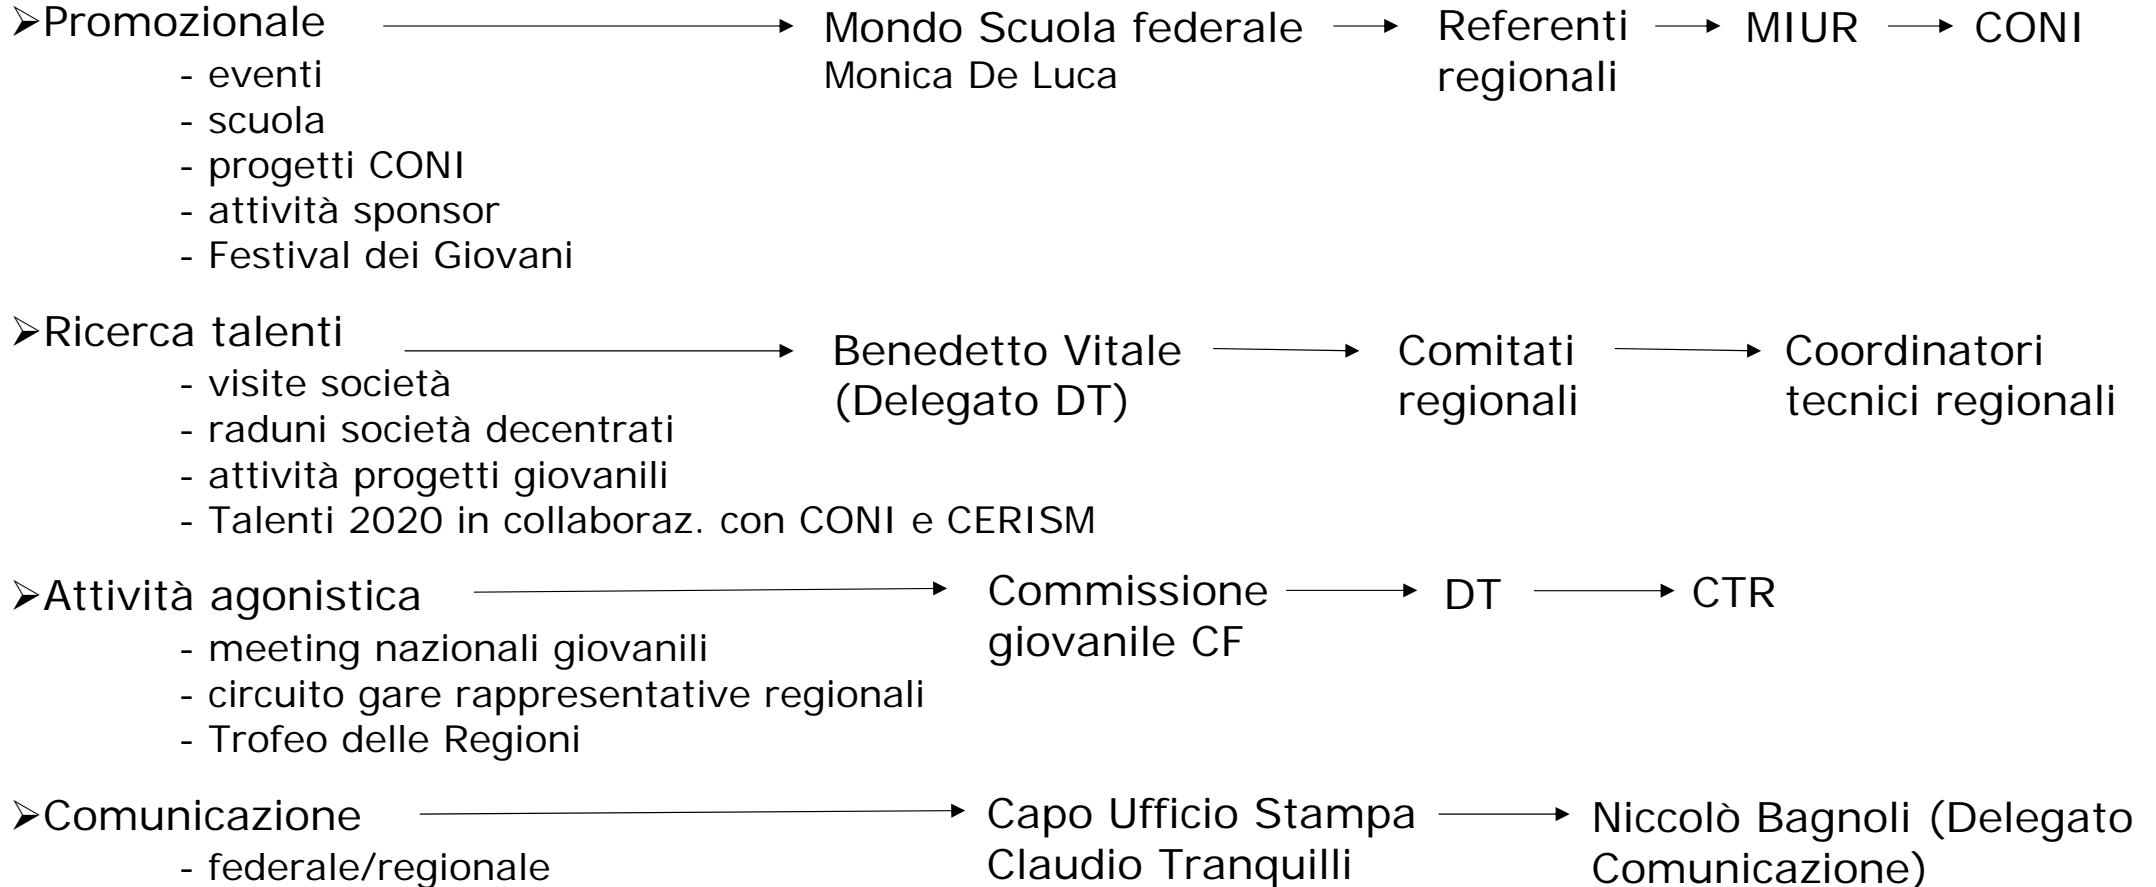 ➢Promozionale → Mondo Scuola federale → Referenti → MIUR → CONI
Monica De Luca regionali
- eventi
- scuola
- progetti CONI
- attività sponsor
- Festival dei Giovani
➢Ricerca talenti → Benedetto Vitale → Comitati → Coordinatori
(Delegato DT) regionali tecnici regionali
- visite società
- raduni società decentrati
- attività progetti giovanili
- Talenti 2020 in collaboraz. con CONI e CERISM
➢Attività agonistica → Commissione → DT → CTR
giovanile CF
- meeting nazionali giovanili
- circuito gare rappresentative regionali
- Trofeo delle Regioni
➢Comunicazione → Capo Ufficio Stampa → Niccolò Bagnoli (Delegato
Claudio Tranquilli Comunicazione)
- federale/regionale